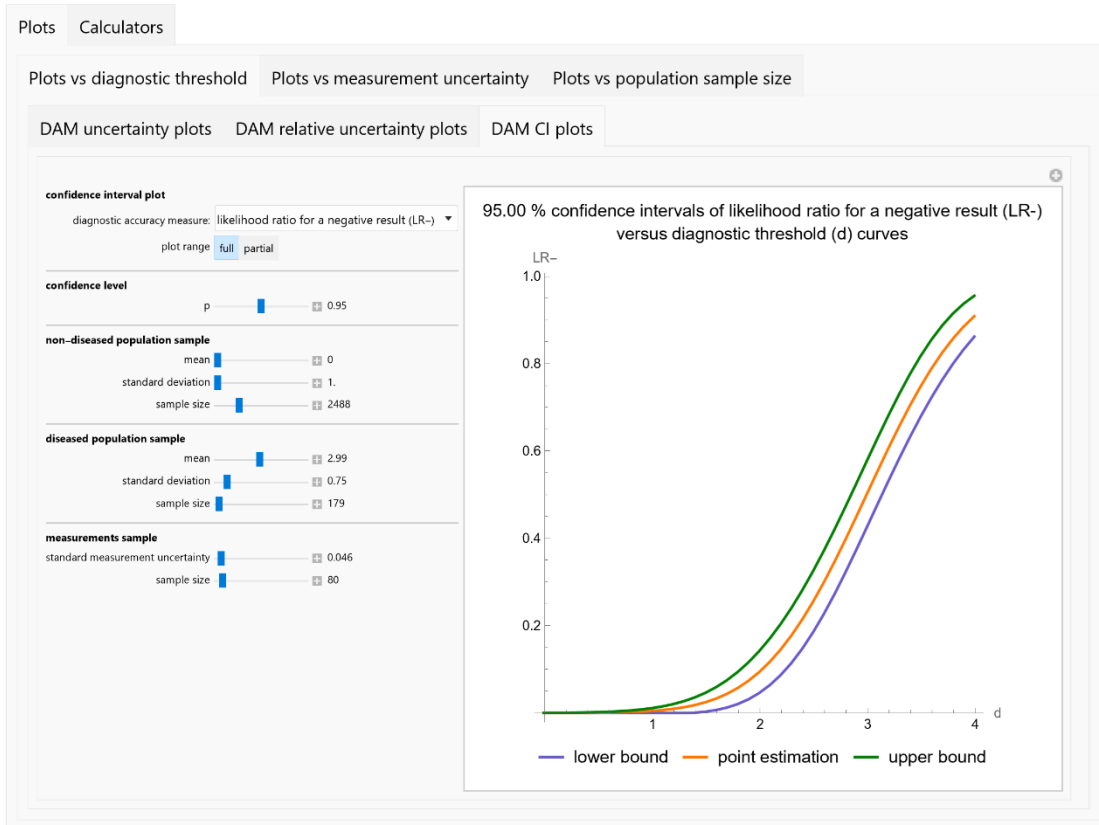 Plots Calculators
Plots vs diagnostic threshold Plots vs measurement uncertainty Plots vs population sample size
DAM uncertainty plots DAM relative uncertainty plots DAM CI plots
confidence interval plot
diagnostic accuracy measure: likelihood ratio for a negative result (LR−)
plot range full partial
confidence level
p 0.95
non−diseased population sample
mean 0
standard deviation 1.
sample size 2488
diseased population sample
mean 2.99
standard deviation 0.75
sample size 179
measurements sample
standard measurement uncertainty 0.046
sample size 80
95.00 % confidence intervals of likelihood ratio for a negative result (LR-)
versus diagnostic threshold (d) curves
LR−
1.0
0.8
0.6
0.4
0.2
1 2 3 4 d
lower bound point estimation upper bound